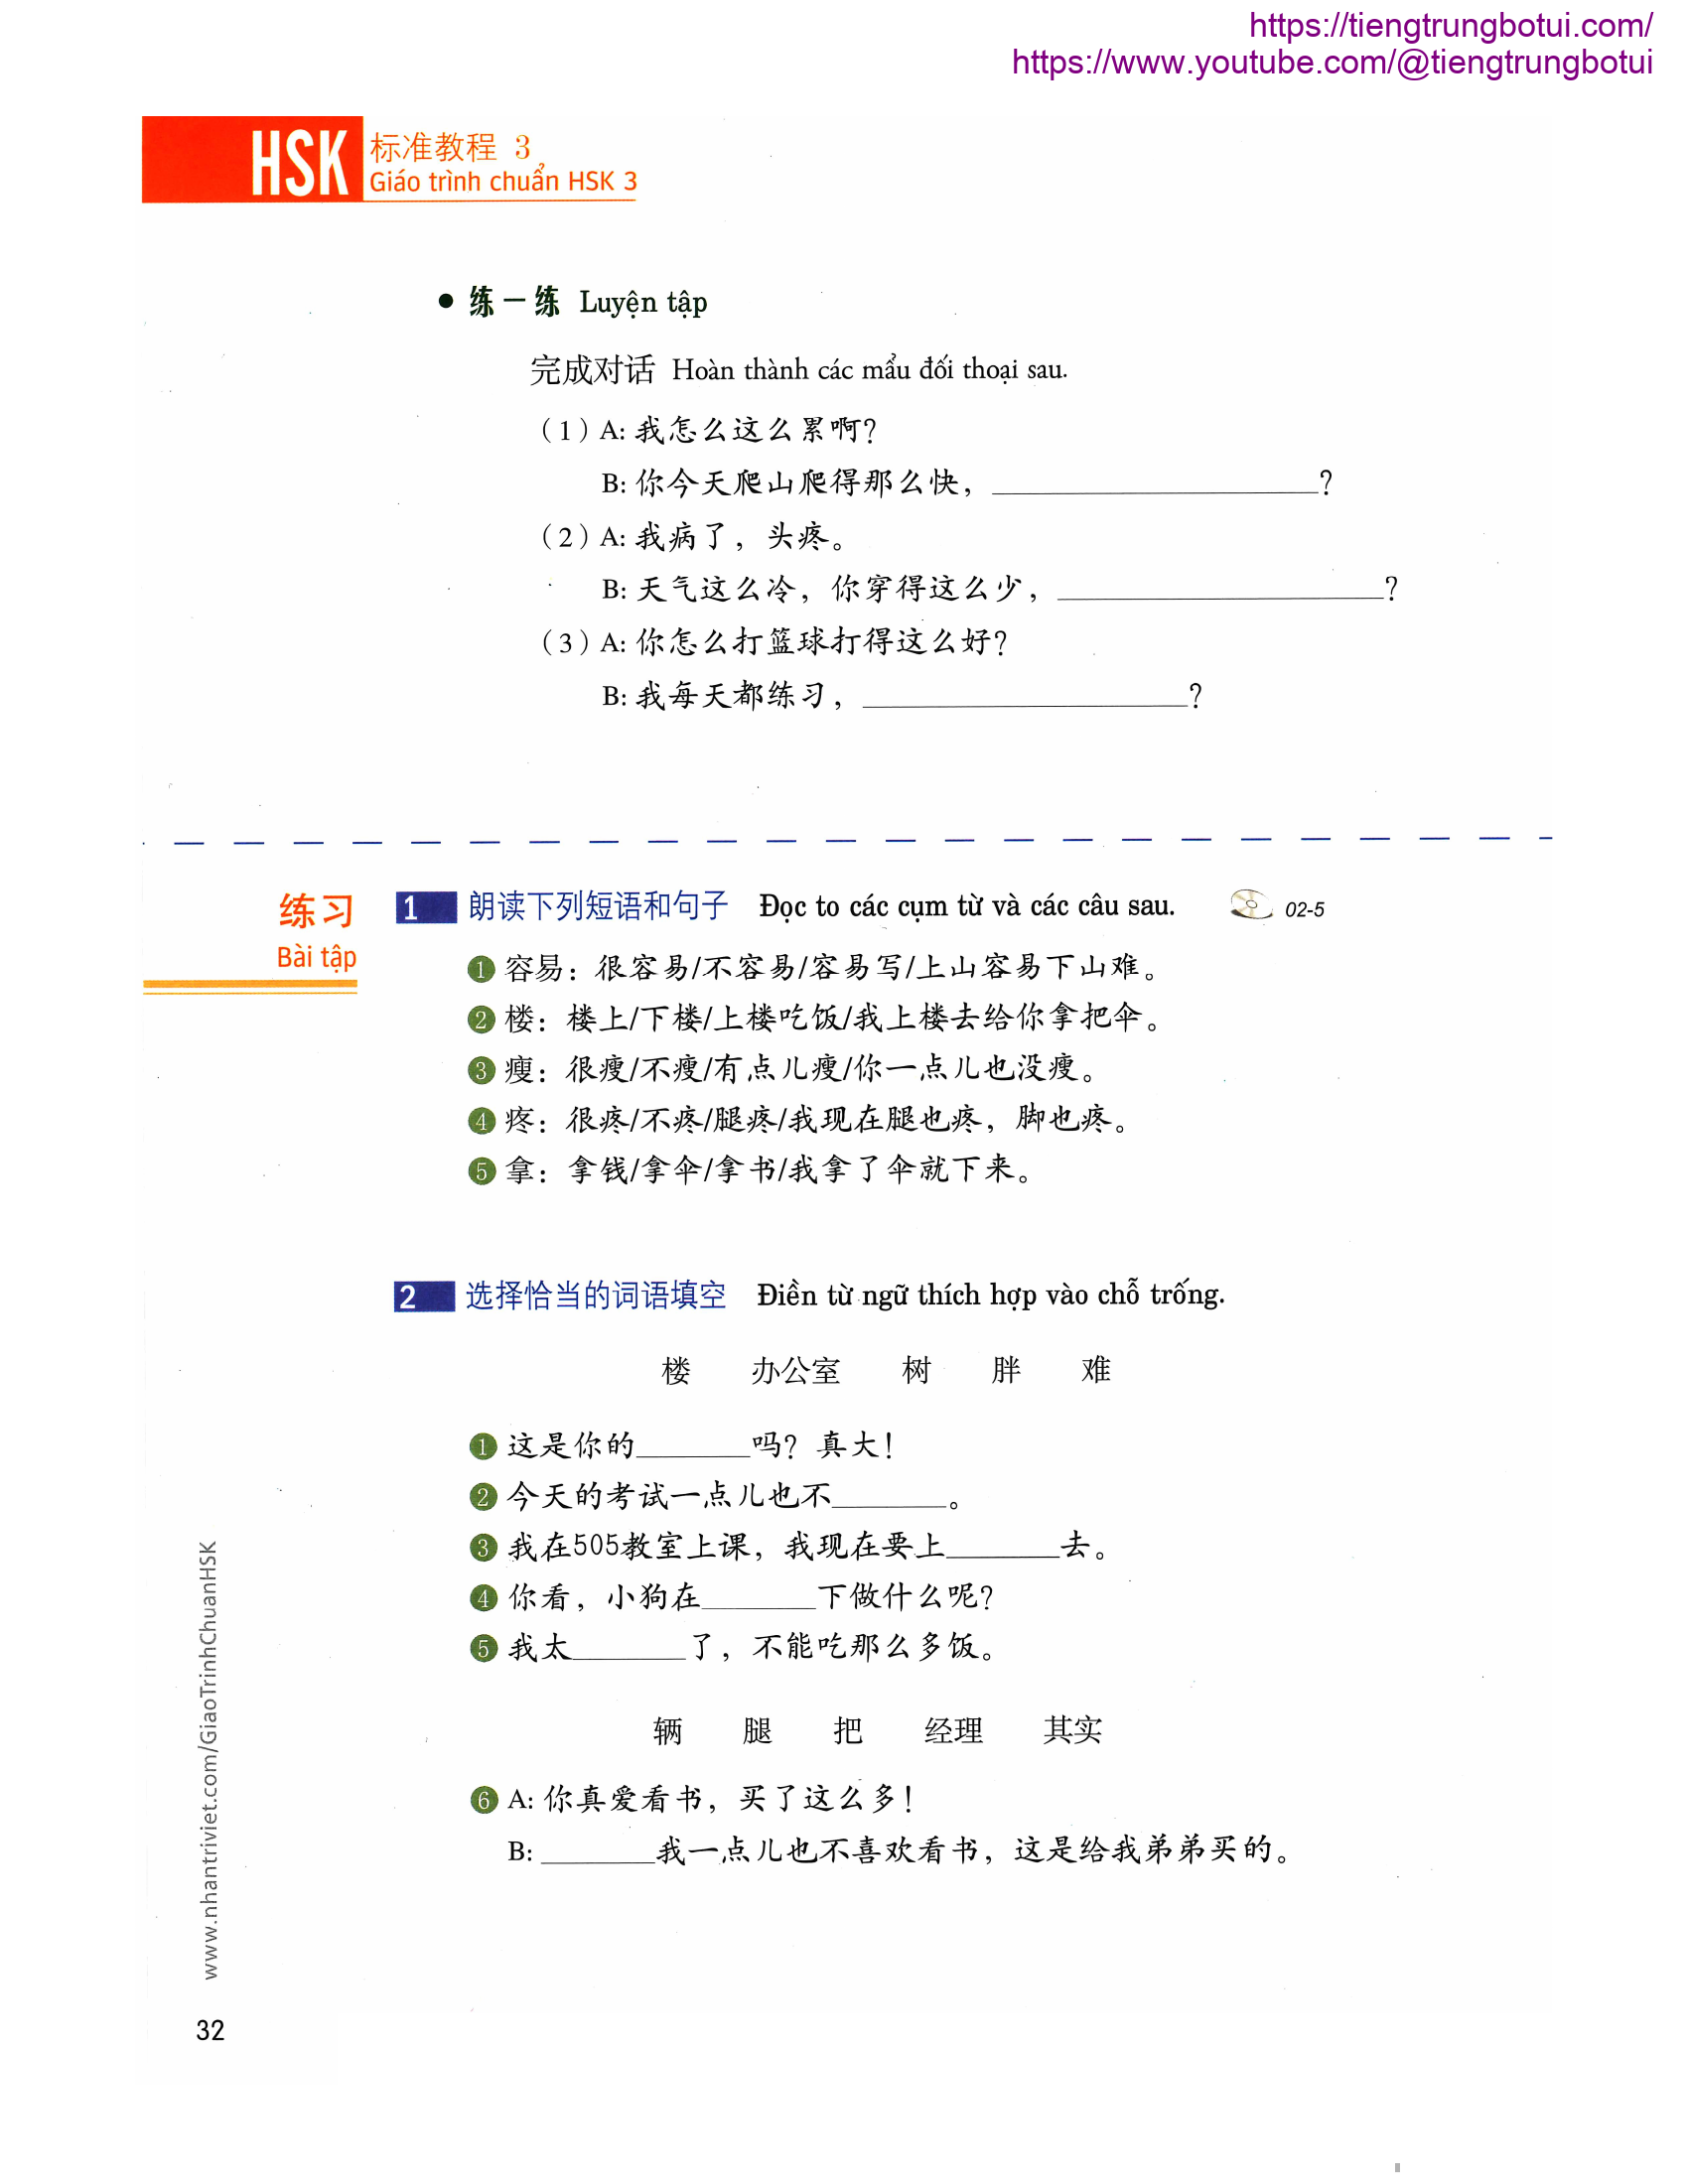 https://tiengtrungbotui.com/
https://www.youtube.com/@tiengtrungbotui
HSK 标准教程 3
Giáo trình chuẩn HSK 3
• 练一练 Luyện tập
完成对话 Hoàn thành các mẩu đối thoại sau.
(1) A: 我怎么这么累啊?
B: 你今天爬山爬得那么快, ____________________?
(2) A: 我病了, 头疼。
B: 天气这么冷, 你穿得这么少, ____________________?
(3) A: 你怎么打篮球打得这么好?
B: 我每天都练习, ____________________?
练习
Bài tập
1 朗读下列短语和句子 Đọc to các cụm từ và các câu sau. 02-5
❶ 容易: 很容易/不容易/容易写/上山容易下山难。
❷ 楼: 楼上/下楼/上楼吃饭/我上楼去给你拿把伞。
❸ 瘦: 很瘦/不瘦/有点儿瘦/你一点儿也没瘦。
❹ 疼: 很疼/不疼/腿疼/我现在腿也疼, 脚也疼。
❺ 拿: 拿钱/拿伞/拿书/我拿了伞就下来。
2 选择恰当的词语填空 Điền từ ngữ thích hợp vào chỗ trống.
楼 办公室 树 胖 难
❶ 这是你的_______吗? 真大!
❷ 今天的考试一点儿也不_______。
❸ 我在505教室上课, 我现在要上_______去。
❹ 你看, 小狗在_______下做什么呢?
❺ 我太_______了, 不能吃那么多饭。
辆 腿 把 经理 其实
❻ A: 你真爱看书, 买了这么多!
B: _______我一点儿也不喜欢看书, 这是给我弟弟买的。
www.nhantriviet.com/GiaoTrinhChuanHSK
32